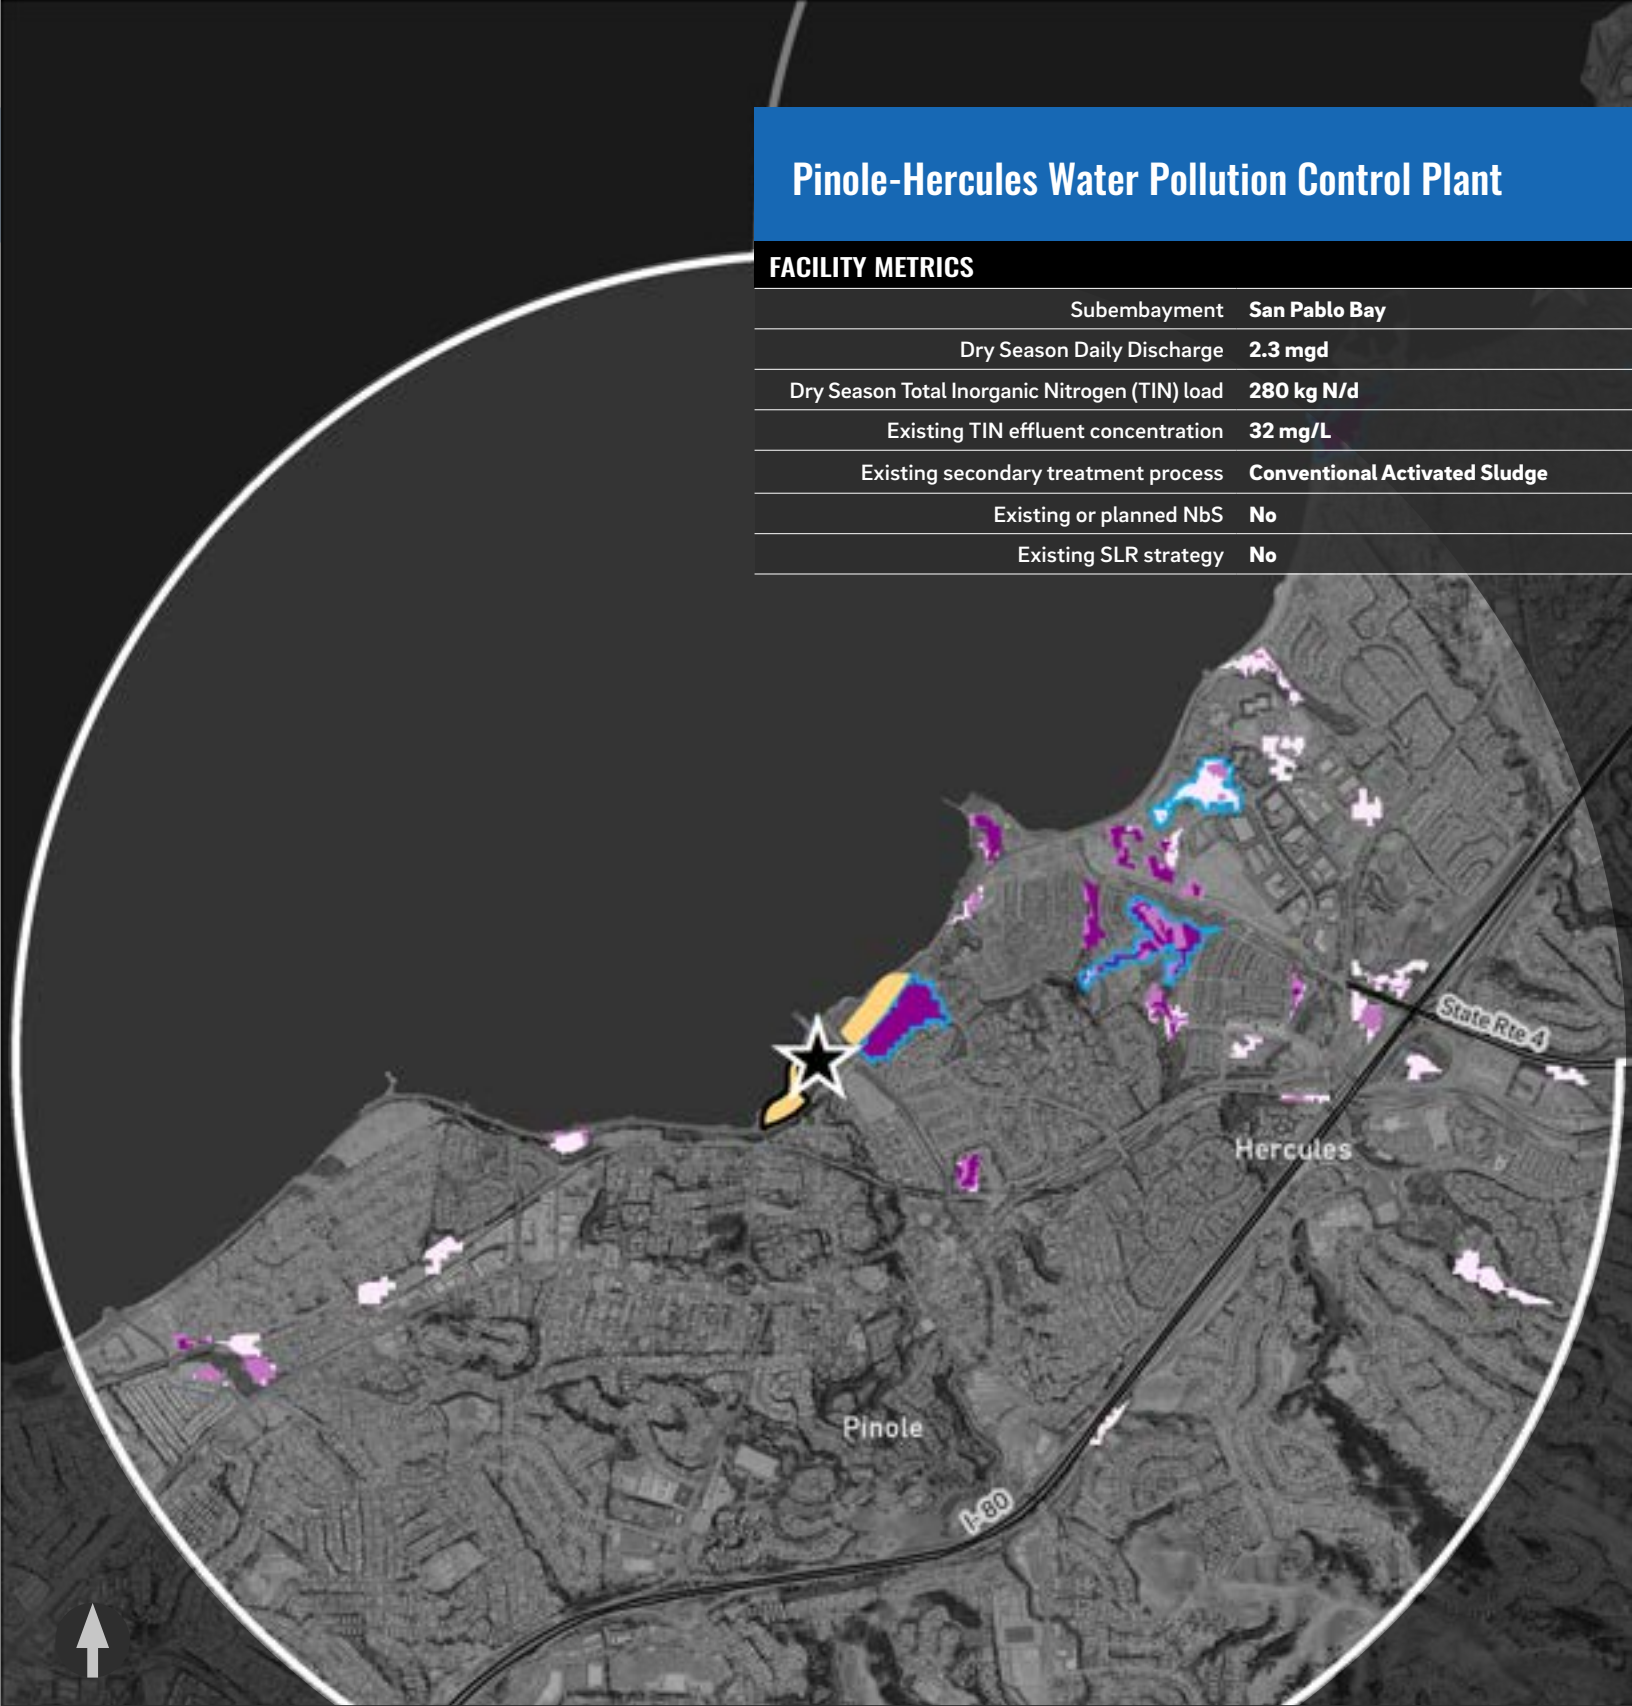 Pinole-Hercules Water Pollution Control Plant
FACILITY METRICS
Subembayment San Pablo Bay
Dry Season Daily Discharge 2.3 mgd
Dry Season Total Inorganic Nitrogen (TIN) load 280 kg N/d
Existing TIN effluent concentration 32 mg/L
Existing secondary treatment process Conventional Activated Sludge
Existing or planned NbS No
Existing SLR strategy No
State Rte 4
Hercules
Pinole
I-80